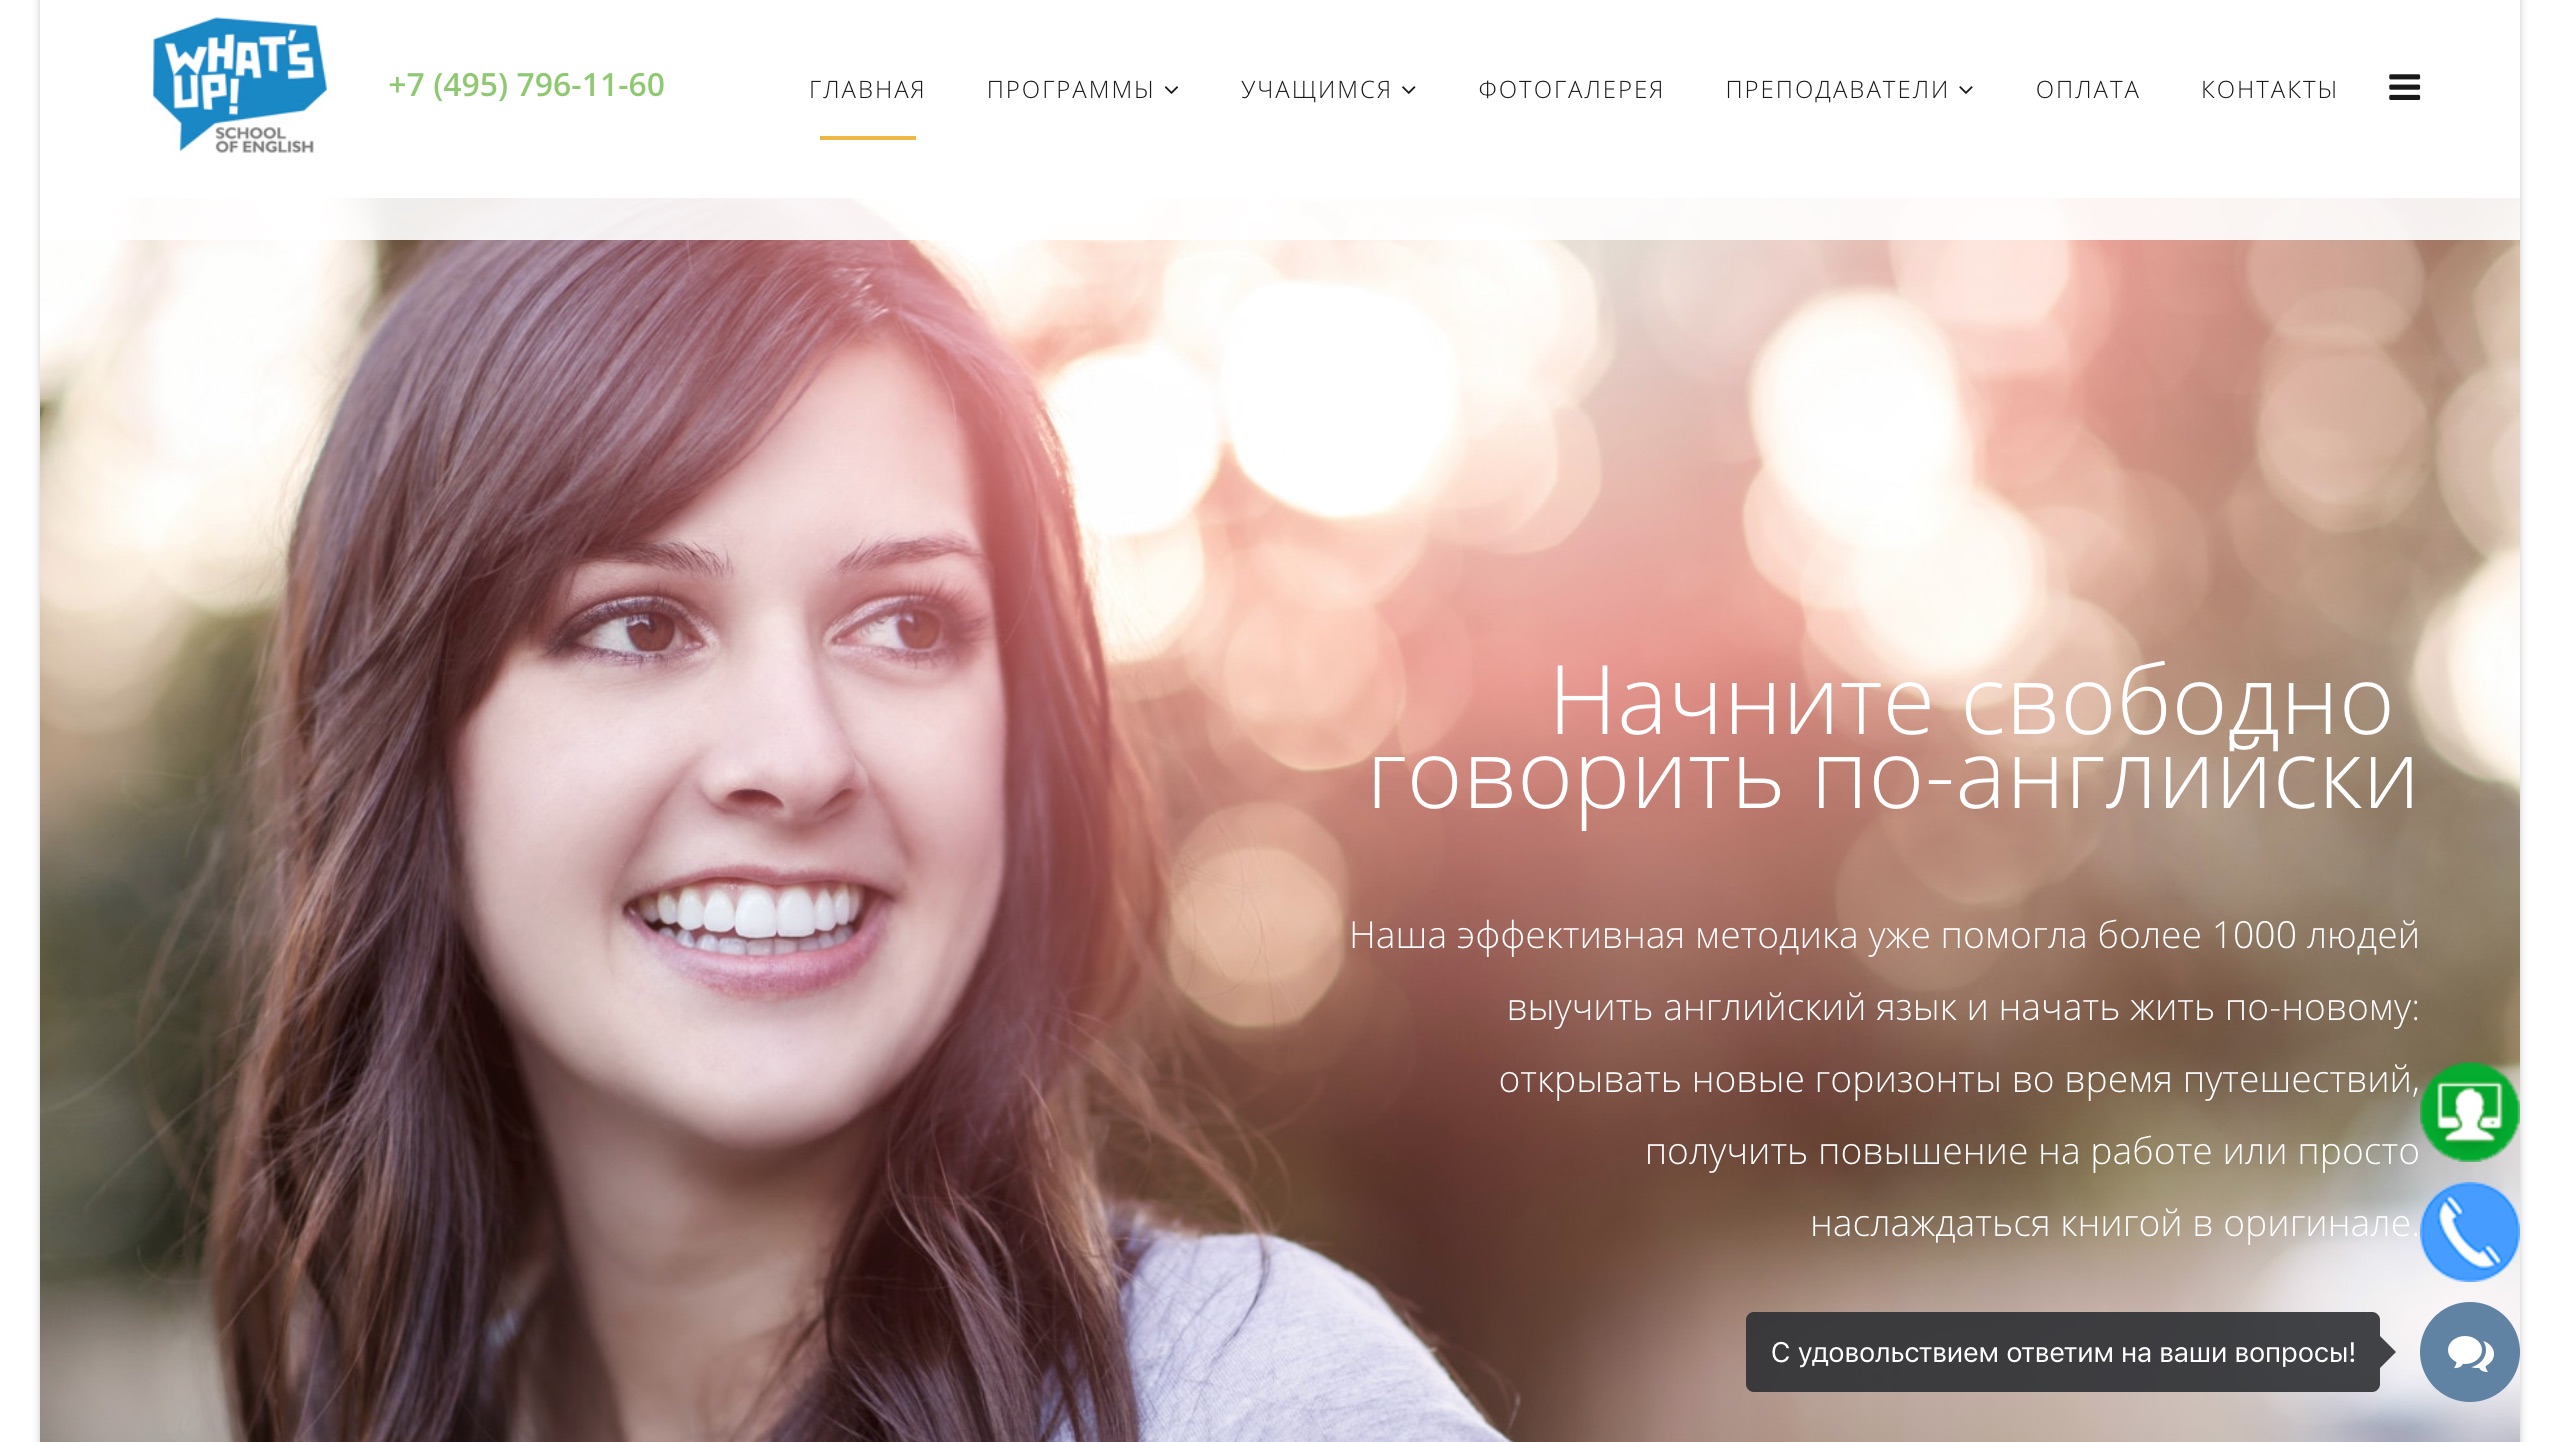 WHAT'S
UP!
SCHOOL
OF ENGLISH
+7 (495) 796-11-60
ГЛАВНАЯ
ПРОГРАММЫ
УЧАЩИМСЯ
ФОТОГАЛЕРЕЯ
ПРЕПОДАВАТЕЛИ
ОПЛАТА
КОНТАКТЫ
Начните свободно
говорить по-английски
Наша эффективная методика уже помогла более 1000 людей
выучить английский язык и начать жить по-новому:
открывать новые горизонты во время путешествий,
получить повышение на работе или просто
наслаждаться книгой в оригинале.
С удовольствием ответим на ваши вопросы!